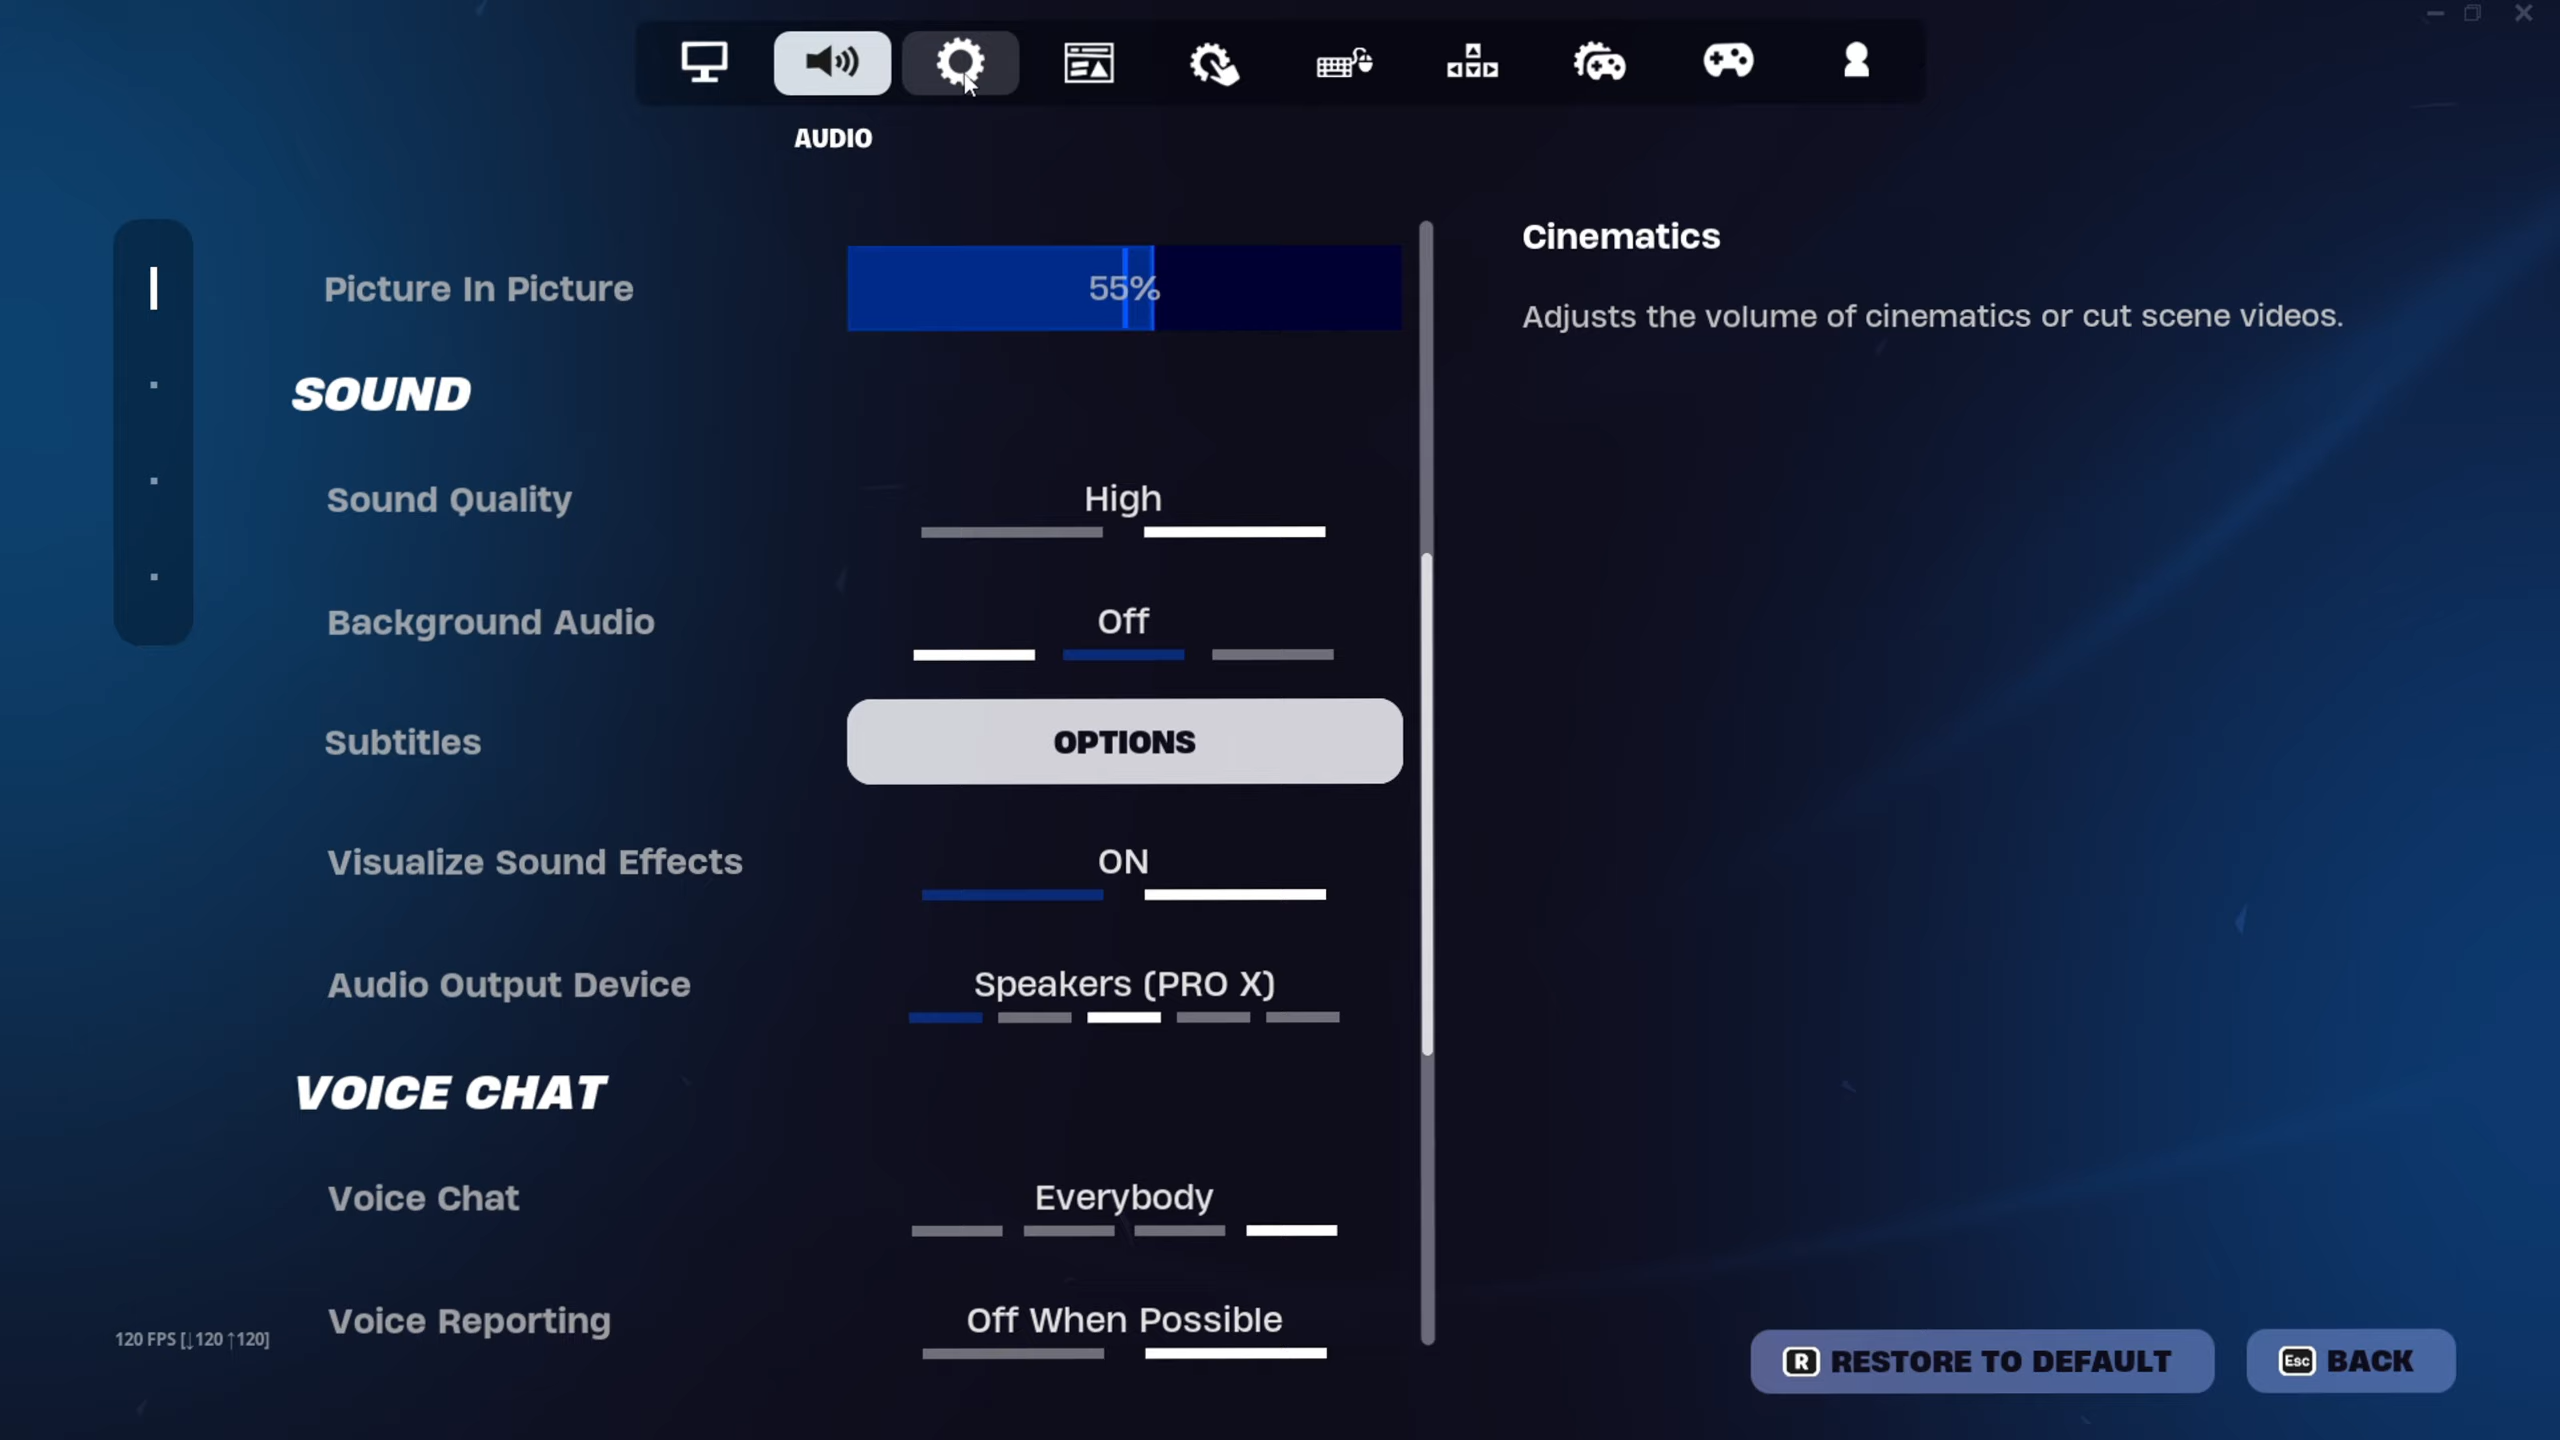 AUDIO
Picture In Picture
55%
Cinematics
Adjusts the volume of cinematics or cut scene videos.
SOUND
Sound Quality
High
Background Audio
Off
Subtitles
OPTIONS
Visualize Sound Effects
ON
Audio Output Device
Speakers (PRO X)
VOICE CHAT
Voice Chat
Everybody
Voice Reporting
Off When Possible
120 FPS [↓120 ↑120]
R RESTORE TO DEFAULT
Esc BACK